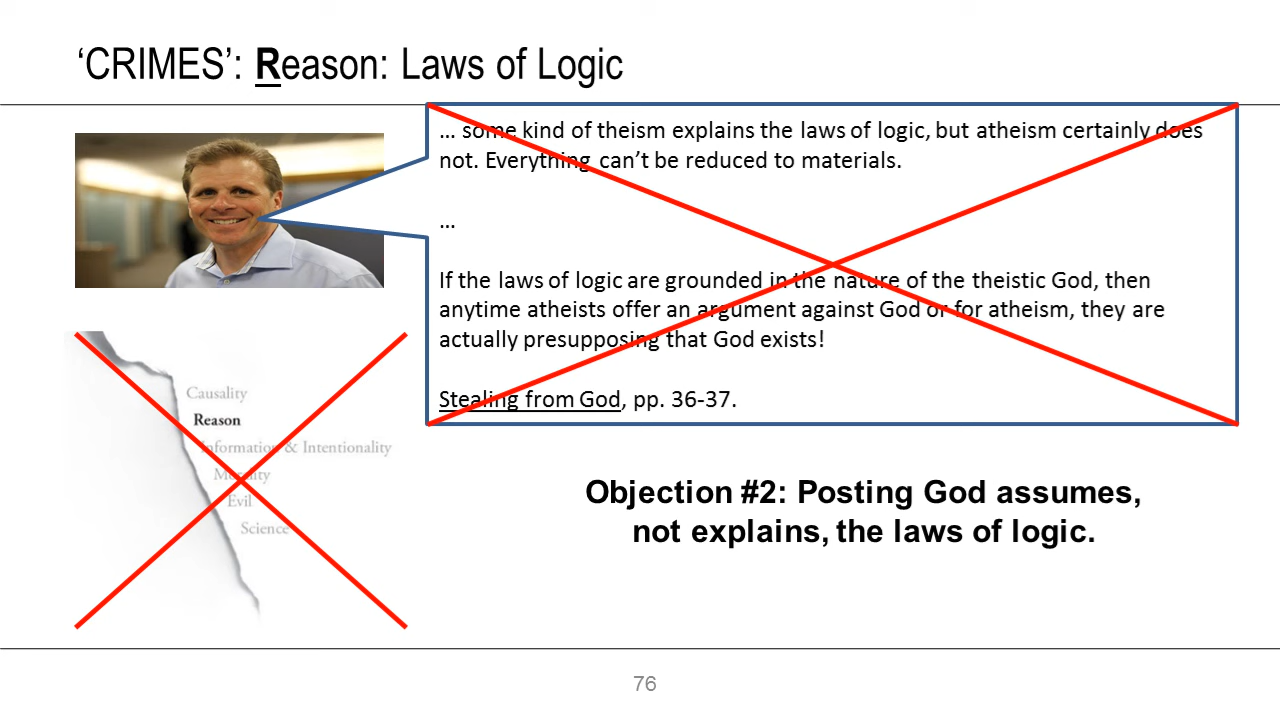 ‘CRIMES’: Reason: Laws of Logic
… some kind of theism explains the laws of logic, but atheism certainly does
not. Everything can’t be reduced to materials.
…
If the laws of logic are grounded in the nature of the theistic God, then
anytime atheists offer an argument against God or for atheism, they are
actually presupposing that God exists!
Stealing from God, pp. 36-37.
Causality
Reason
Information & Intentionality
Morality
Evil
Science
Objection #2: Posting God assumes,
not explains, the laws of logic.
76